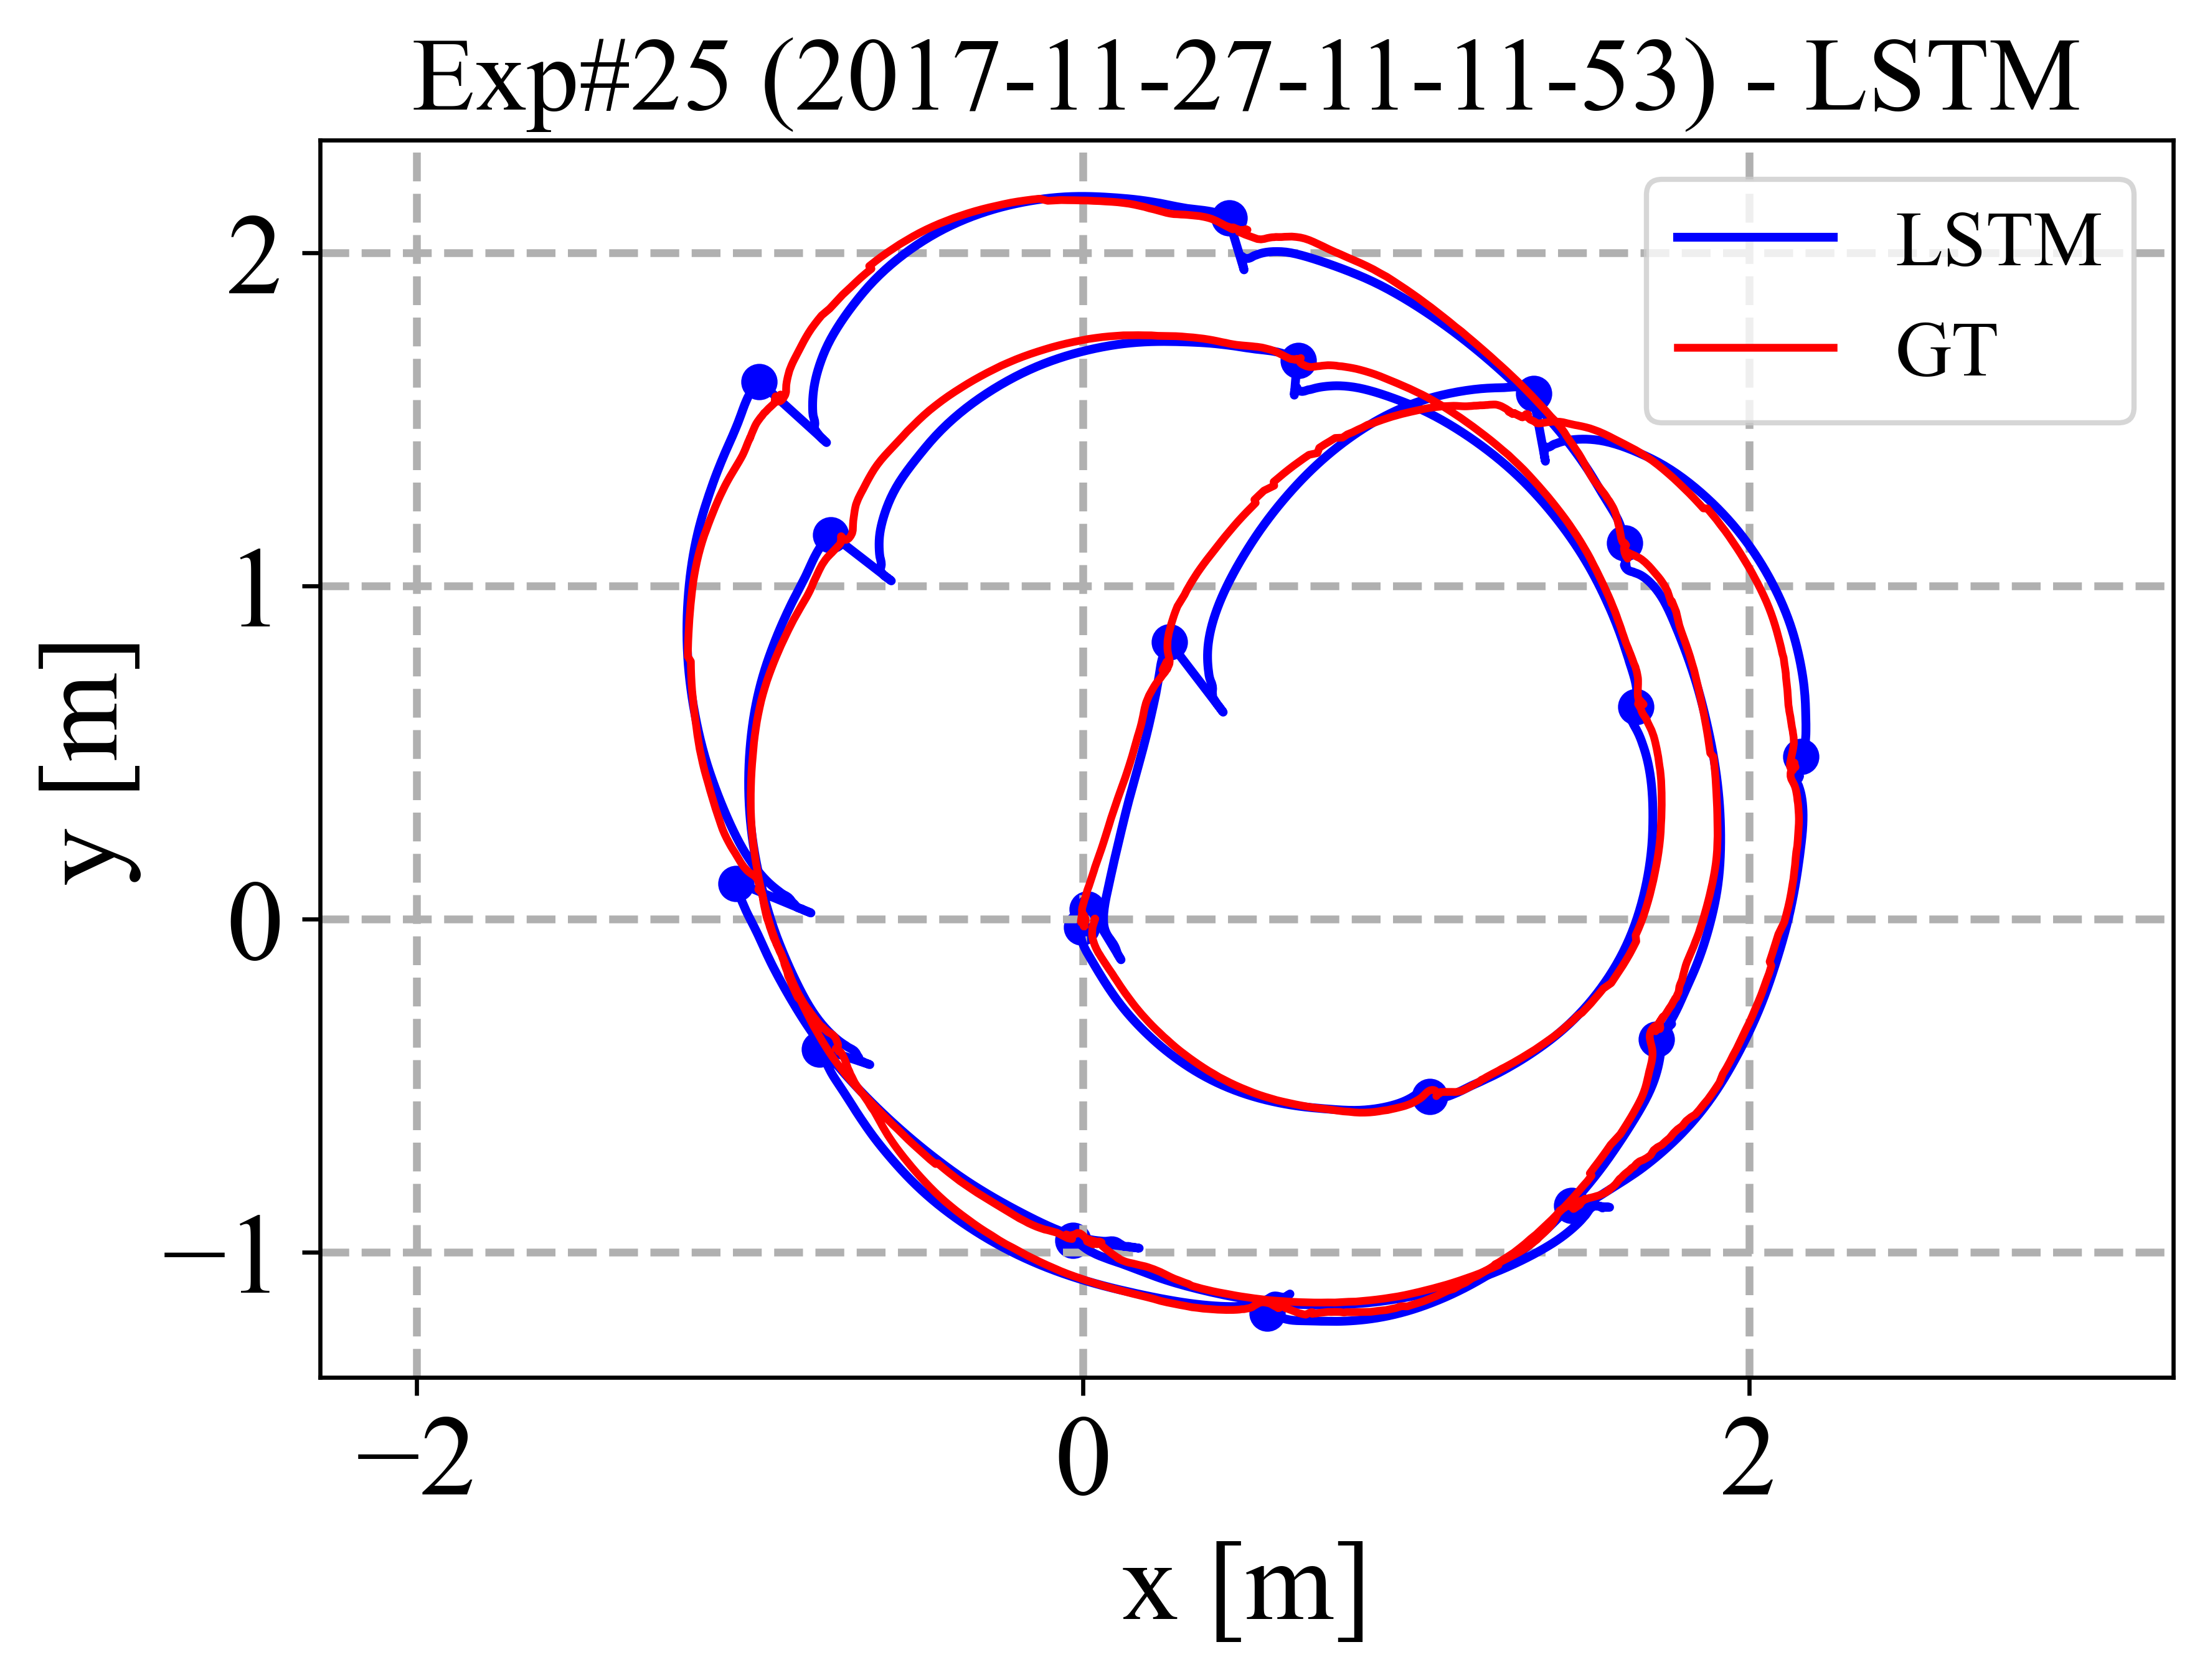 Exp#25 (2017-11-27-11-11-53) - LSTM
LSTM
GT
2
1
0
−1
y [m]
−2 0 2
x [m]